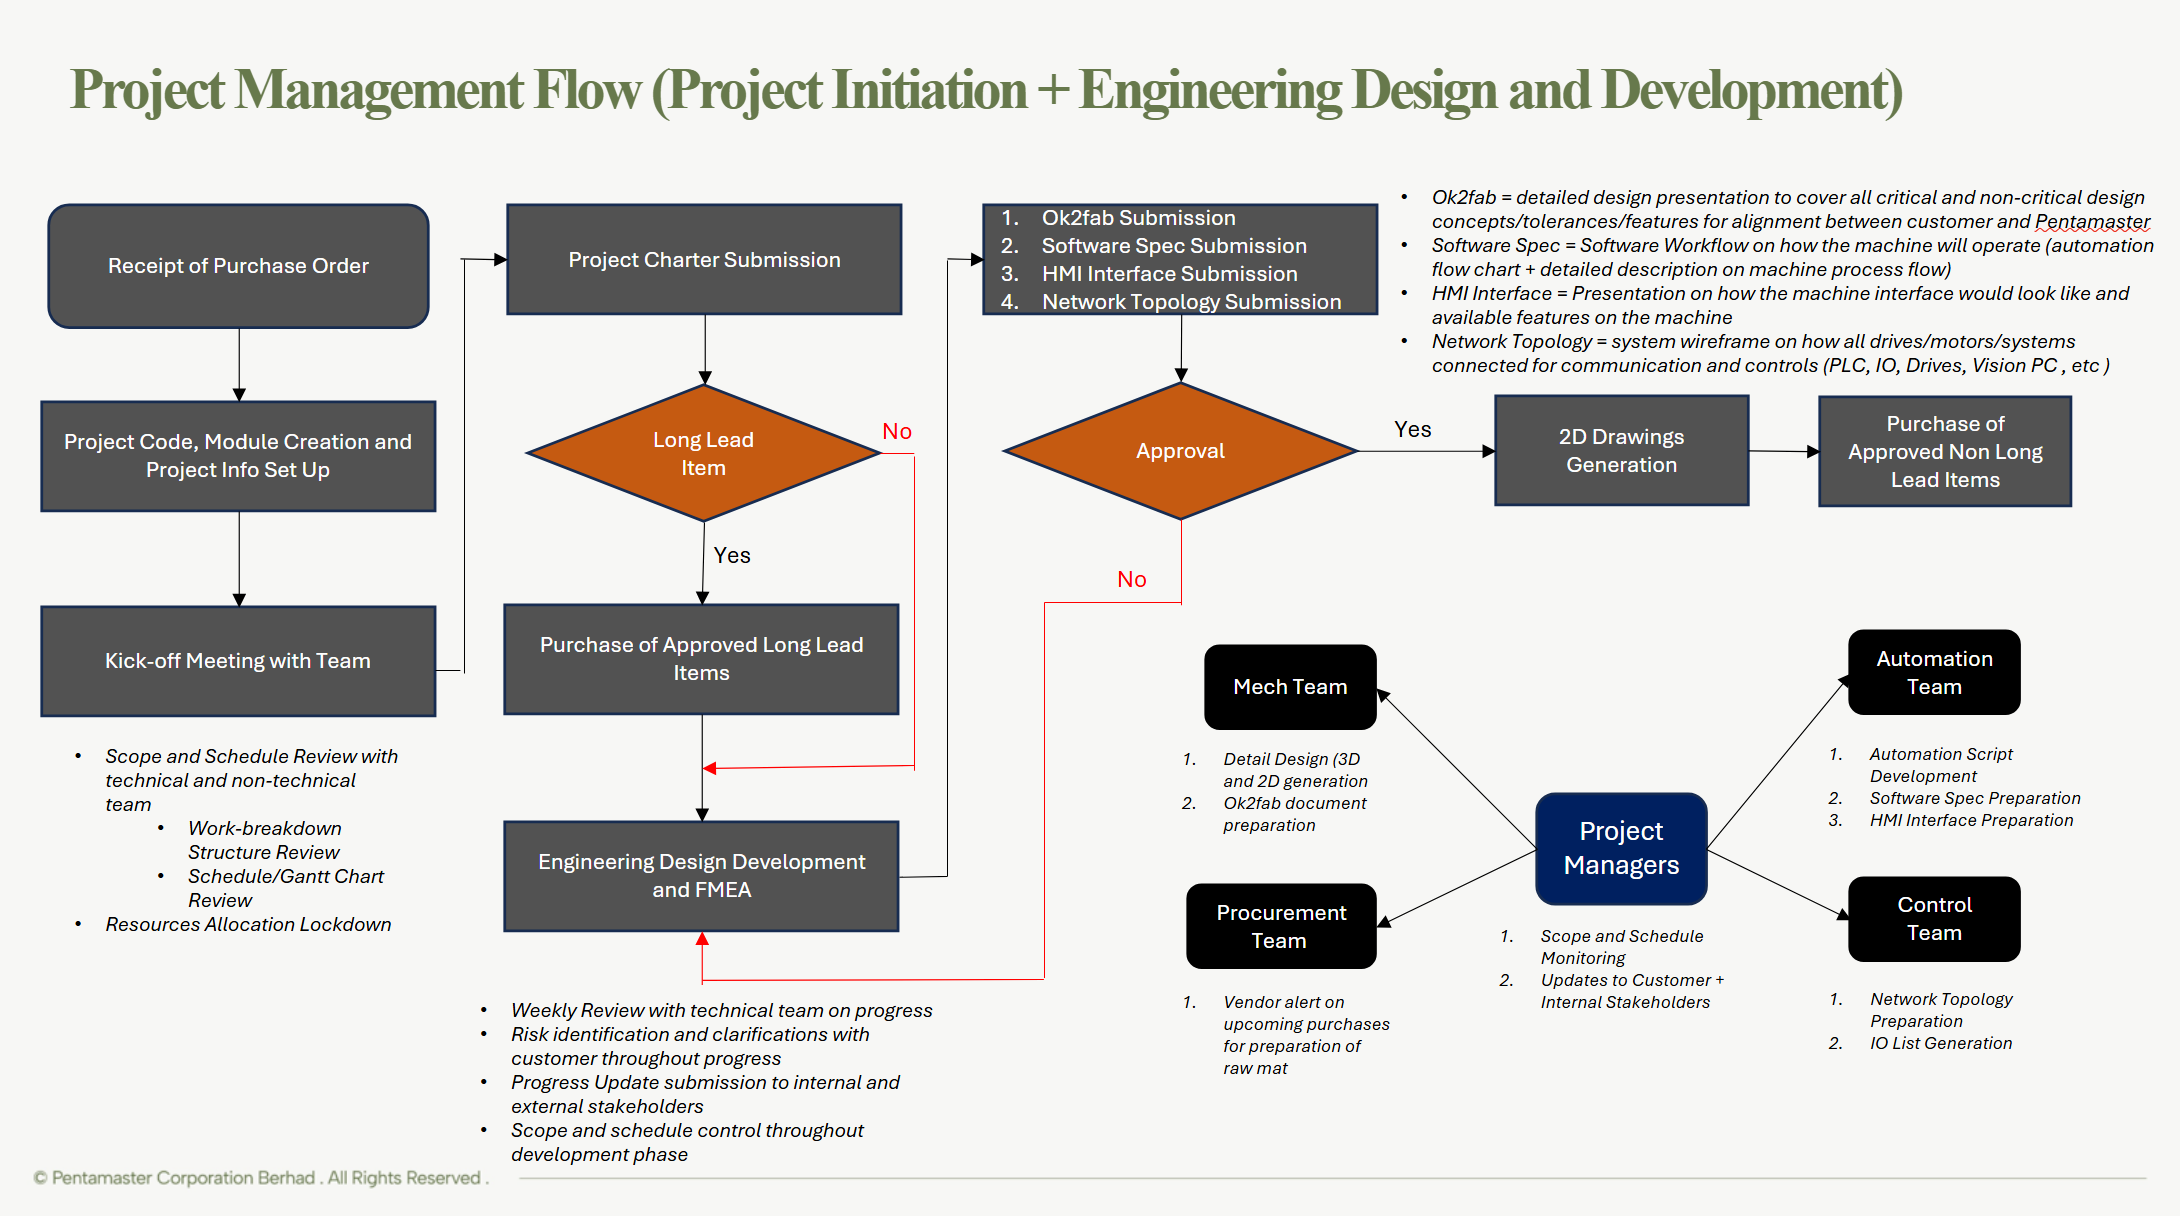 Project Management Flow (Project Initiation + Engineering Design and Development)
Receipt of Purchase Order
Project Code, Module Creation and
Project Info Set Up
Kick-off Meeting with Team
• Scope and Schedule Review with
technical and non-technical
team
• Work-breakdown
Structure Review
• Schedule/Gantt Chart
Review
• Resources Allocation Lockdown
Project Charter Submission
Long Lead
Item
No
Yes
Purchase of Approved Long Lead
Items
Engineering Design Development
and FMEA
• Weekly Review with technical team on progress
• Risk identification and clarifications with
customer throughout progress
• Progress Update submission to internal and
external stakeholders
• Scope and schedule control throughout
development phase
1. Ok2fab Submission
2. Software Spec Submission
3. HMI Interface Submission
4. Network Topology Submission
• Ok2fab = detailed design presentation to cover all critical and non-critical design
concepts/tolerances/features for alignment between customer and Pentamaster
• Software Spec = Software Workflow on how the machine will operate (automation
flow chart + detailed description on machine process flow)
• HMI Interface = Presentation on how the machine interface would look like and
available features on the machine
• Network Topology = system wireframe on how all drives/motors/systems
connected for communication and controls (PLC, IO, Drives, Vision PC , etc )
Approval
Yes
No
2D Drawings
Generation
Purchase of
Approved Non Long
Lead Items
Mech Team
1. Detail Design (3D
and 2D generation
2. Ok2fab document
preparation
Procurement
Team
1. Vendor alert on
upcoming purchases
for preparation of
raw mat
Project
Managers
1. Scope and Schedule
Monitoring
2. Updates to Customer +
Internal Stakeholders
Automation
Team
1. Automation Script
Development
2. Software Spec Preparation
3. HMI Interface Preparation
Control
Team
1. Network Topology
Preparation
2. IO List Generation
© Pentamaster Corporation Berhad . All Rights Reserved .